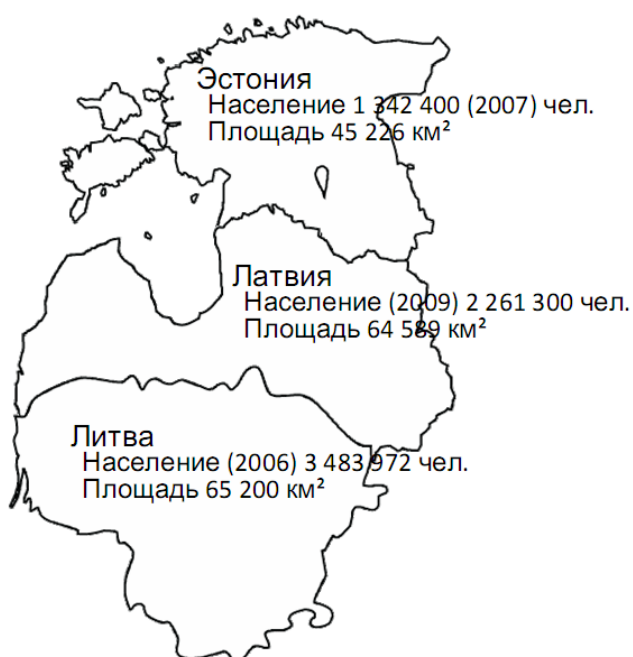 Эстония
Население 1 342 400 (2007) чел.
Площадь 45 226 км²
Латвия
Население (2009) 2 261 300 чел.
Площадь 64 589 км²
Литва
Население (2006) 3 483 972 чел.
Площадь 65 200 км²